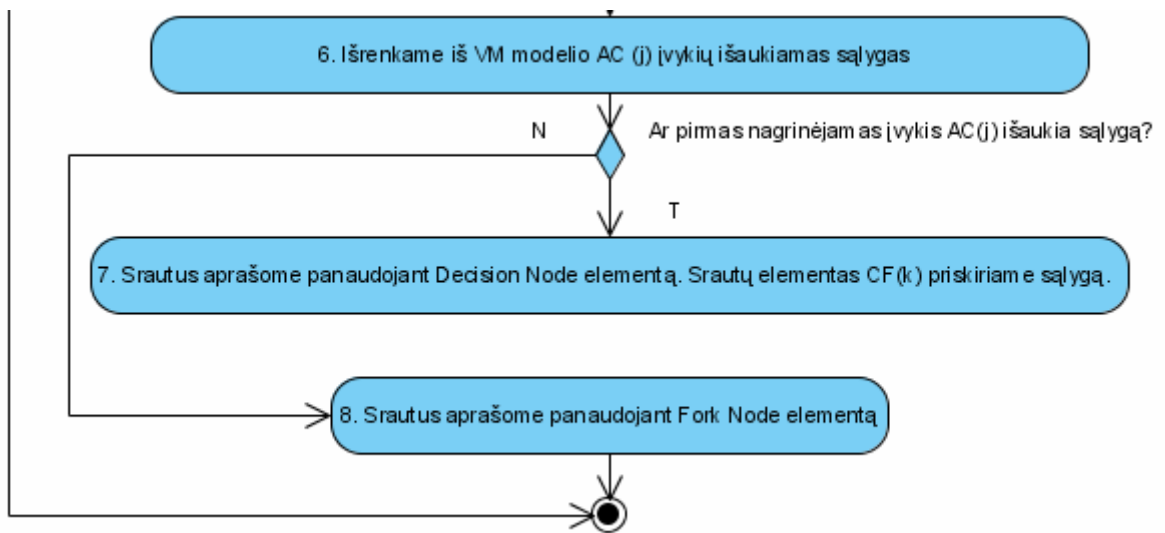 6. Išrenkame iš VM modelio AC (j) įvykių išaukiamas sąlygas
N
Ar pirmas nagrinėjamas įvykis AC(j) išaukia sąlygą?
T
7. Srautus aprašome panaudojant Decision Node elementą. Srautų elementas CF(k) priskiriame sąlygą.
8. Srautus aprašome panaudojant Fork Node elementą